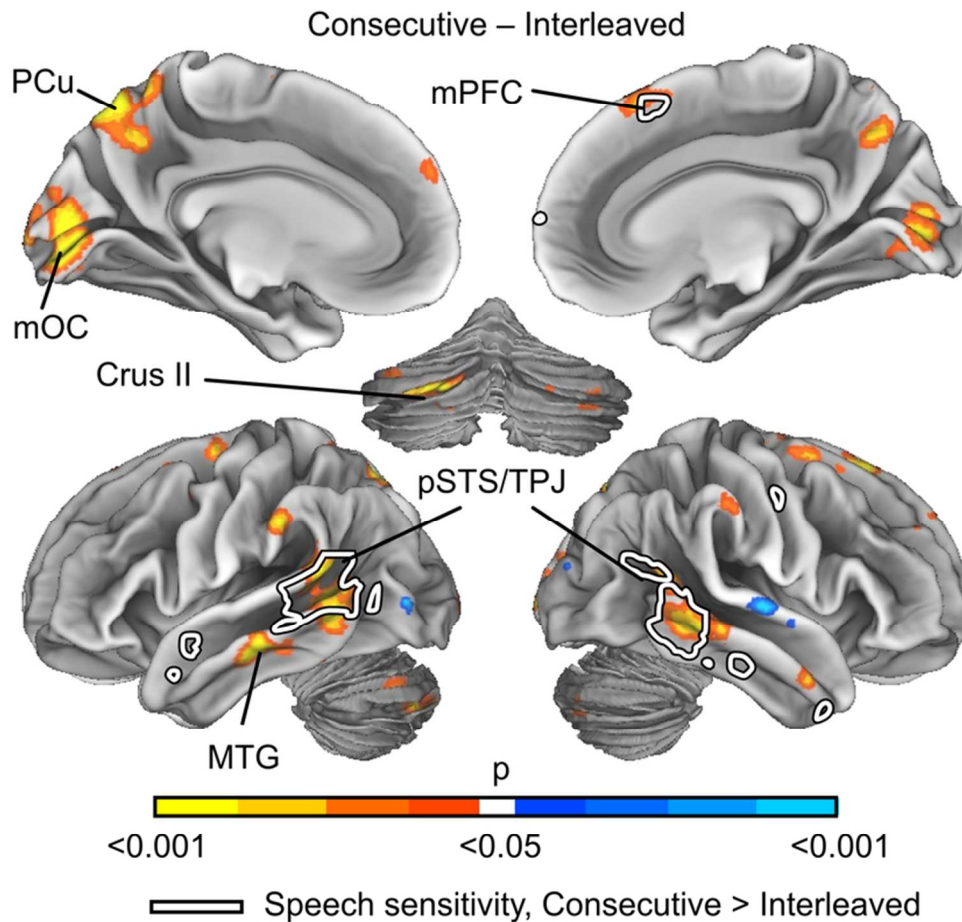 Consecutive – Interleaved
PCu
mPFC
mOC
Crus II
pSTS/TPJ
MTG
p
<0.001 <0.05 <0.001
Speech sensitivity, Consecutive > Interleaved